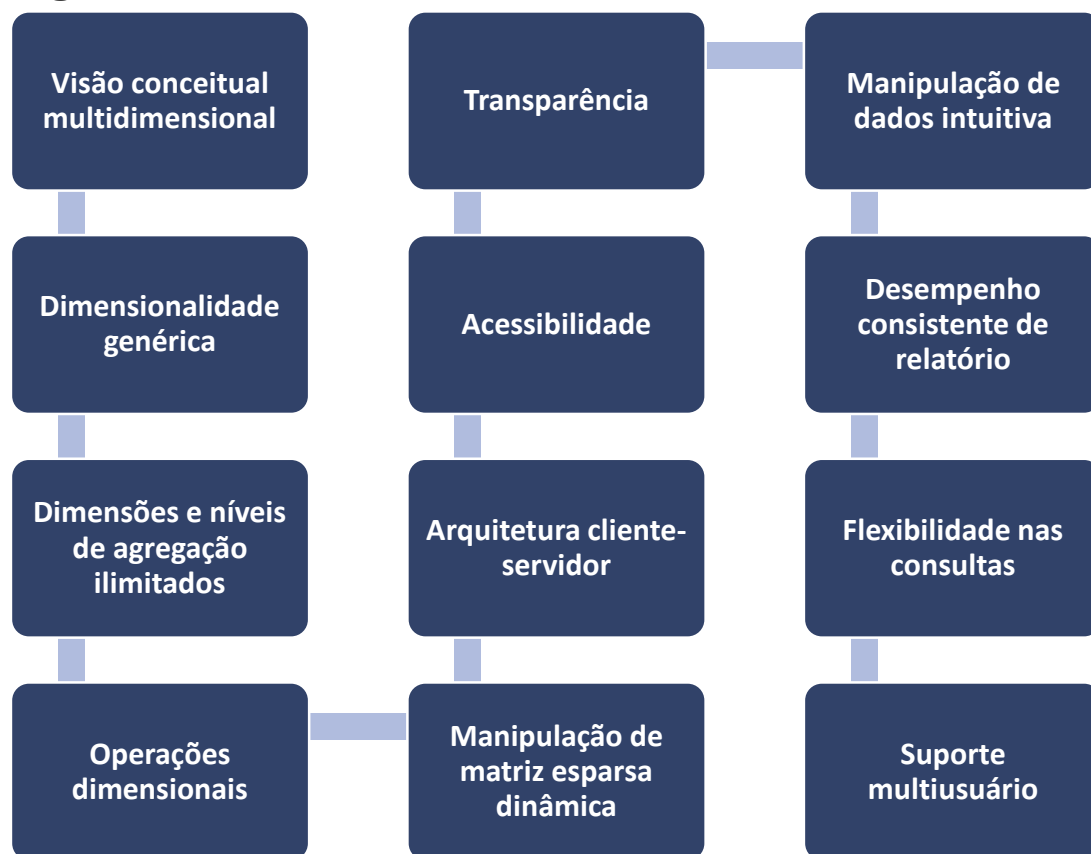 Visão conceitual
multidimensional
Dimensionalidade
genérica
Dimensões e níveis
de agregação
ilimitados
Operações
dimensionais
Manipulação de
matriz esparsa
dinâmica
Arquitetura cliente-
servidor
Acessibilidade
Transparência
Manipulação de
dados intuitiva
Desempenho
consistente de
relatório
Flexibilidade nas
consultas
Suporte
multiusuário